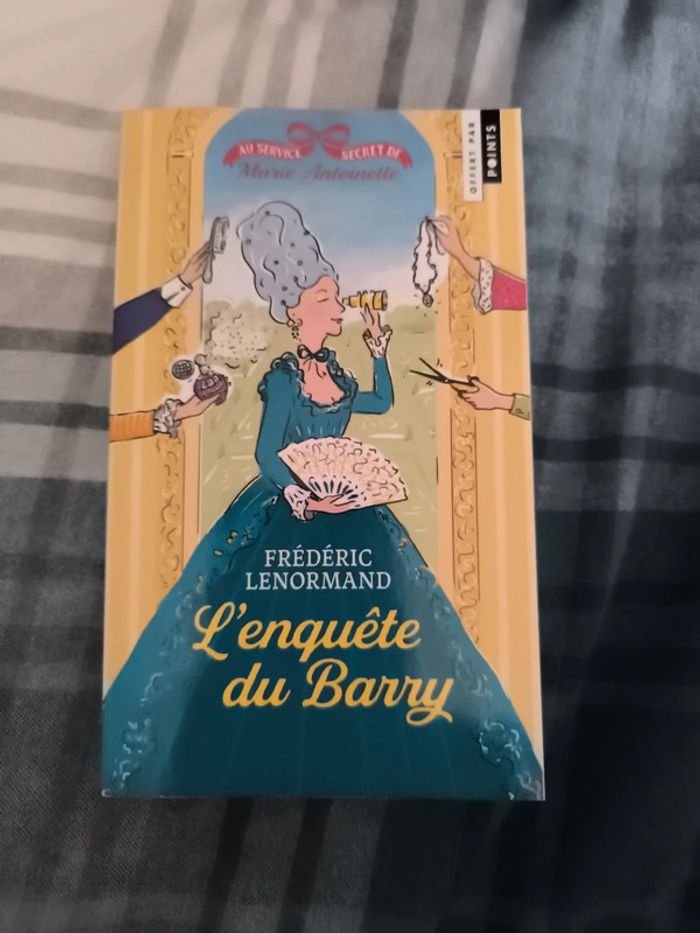 AU SERVICE SECRET DE
Marie Antoinette
OFFERT PAR
POINTS
FRÉDÉRIC
LENORMAND
L'enquête
du Barry